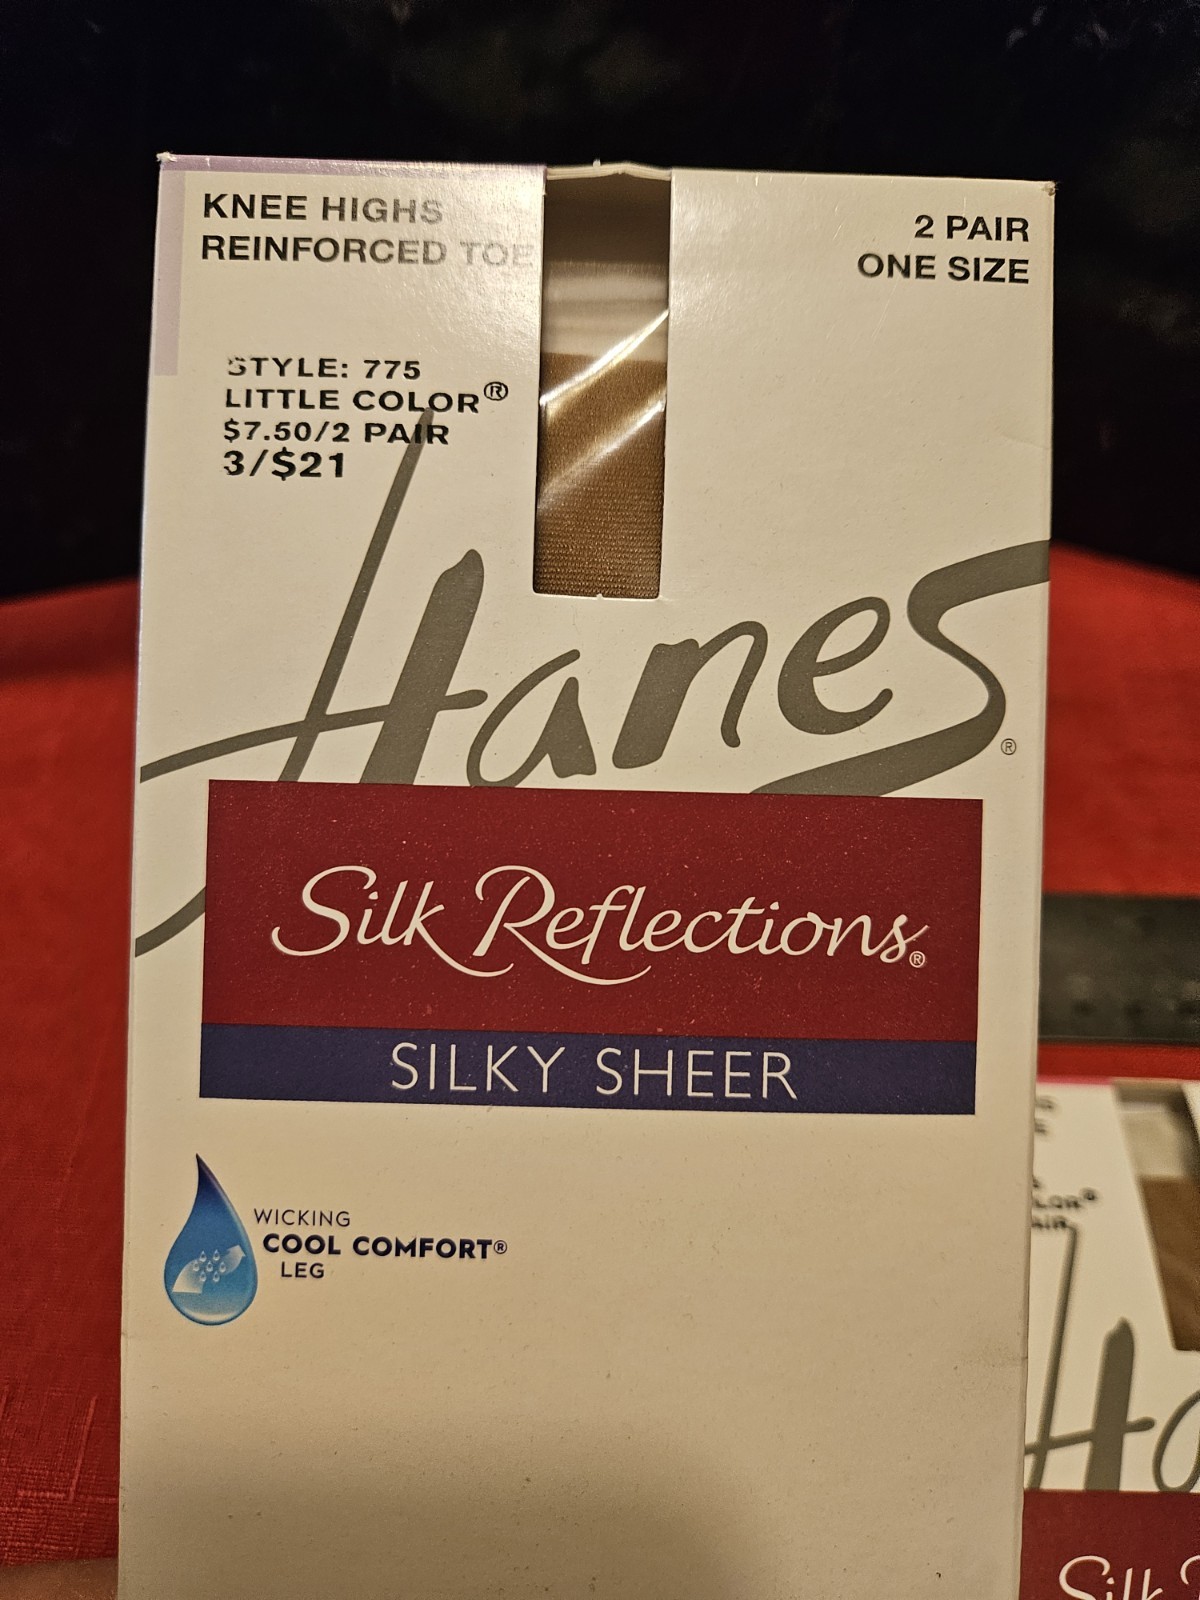 KNEE HIGHS
REINFORCED TOE
2 PAIR
ONE SIZE
STYLE: 775
LITTLE COLOR®
$7.50/2 PAIR
3/$21
Hanes®
Silk Reflections®
SILKY SHEER
WICKING
COOL COMFORT®
LEG
Silk